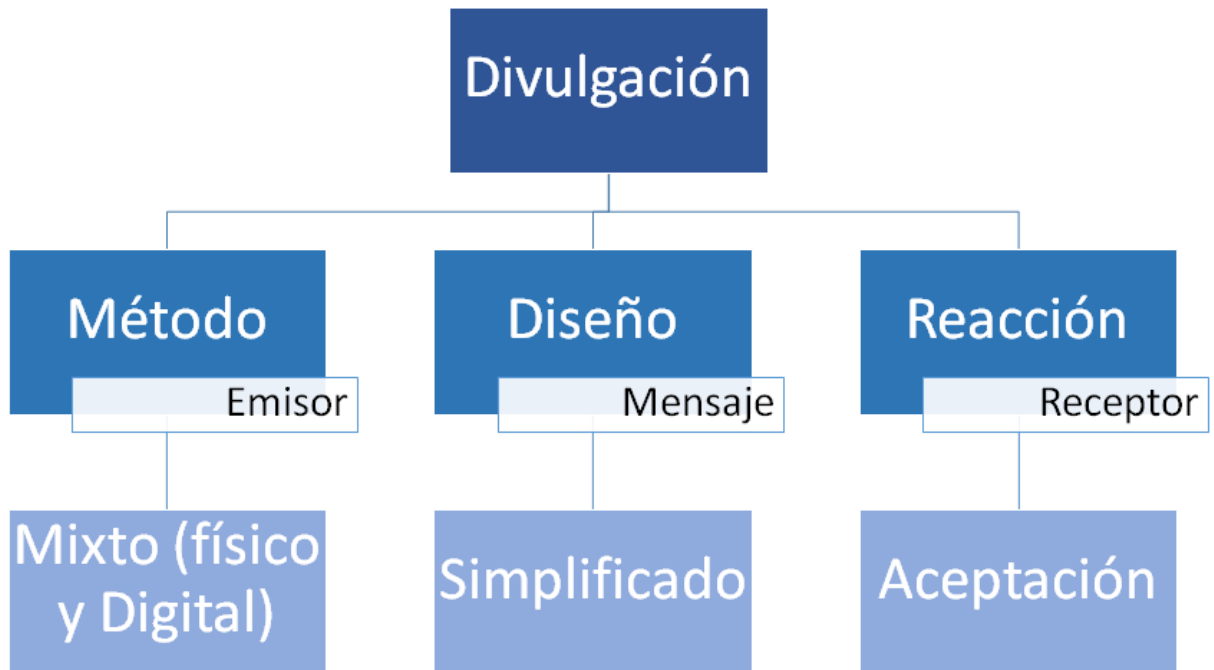 Divulgación
Método
Emisor
Diseño
Mensaje
Reacción
Receptor
Mixto (físico
y Digital)
Simplificado
Aceptación